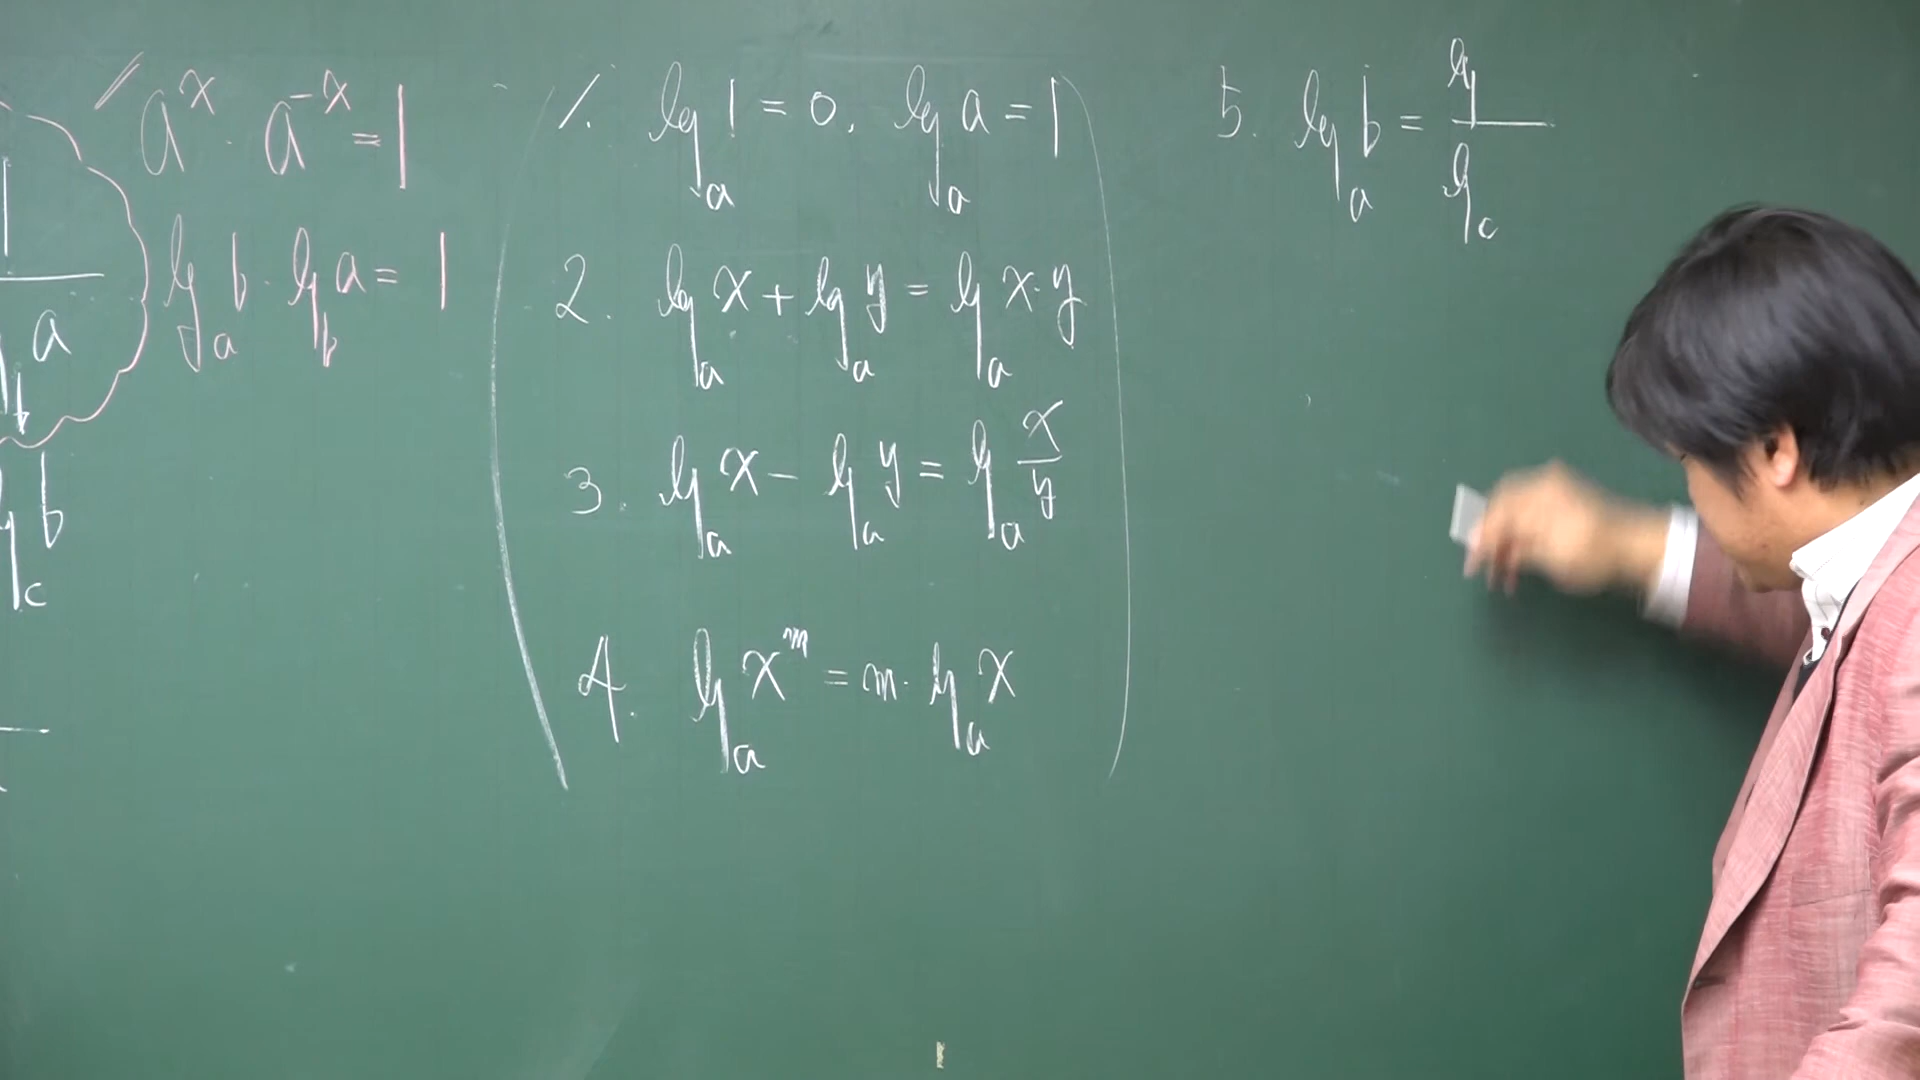 a^x · a^{-x} = 1
log_a b · log_b a = 1
a
b
c
1. log_a 1 = 0, log_a a = 1
2. log_a x + log_a y = log_a x·y
3. log_a x - log_a y = log_a x/y
4. log_a x^m = m · log_a x
5. log_a b = log / log_c